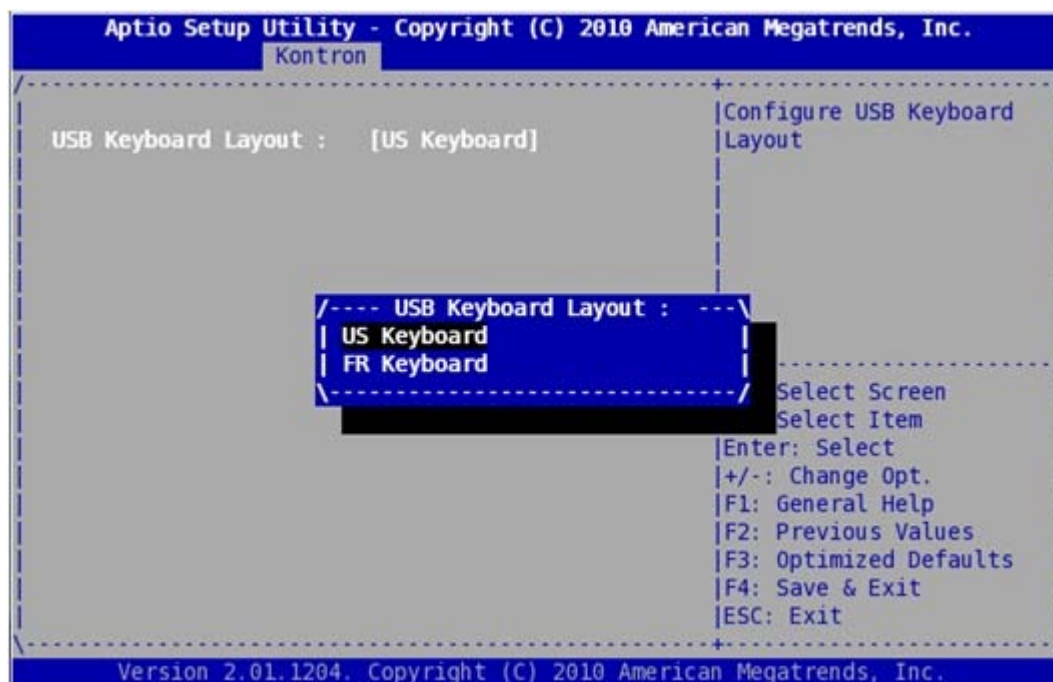 Aptio Setup Utility - Copyright (C) 2010 American Megatrends, Inc.
Kontron
USB Keyboard Layout :   [US Keyboard]
Configure USB Keyboard
Layout
USB Keyboard Layout :
US Keyboard
FR Keyboard
Select Screen
Select Item
Enter: Select
+/-: Change Opt.
F1: General Help
F2: Previous Values
F3: Optimized Defaults
F4: Save & Exit
ESC: Exit
Version 2.01.1204. Copyright (C) 2010 American Megatrends, Inc.